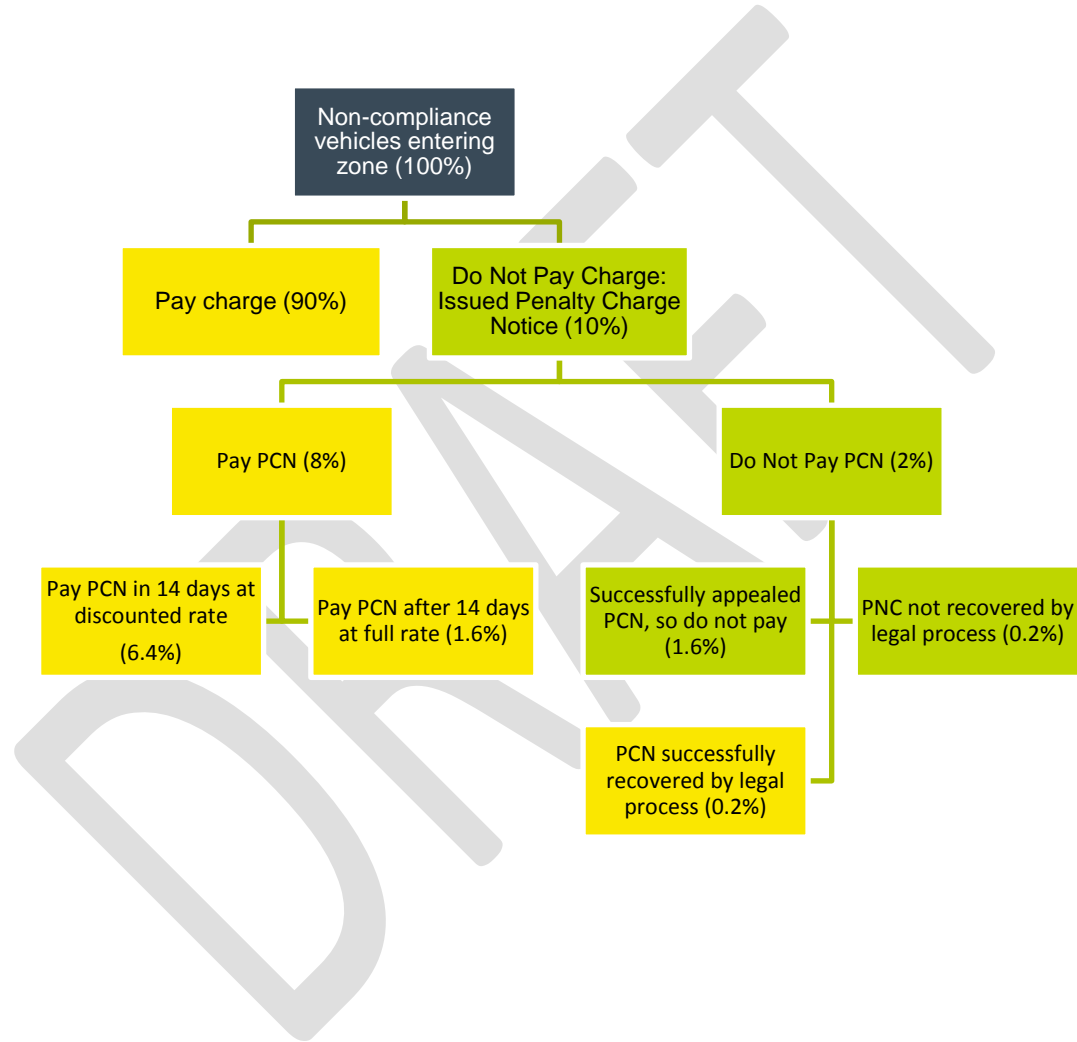 Non-compliance
vehicles entering
zone (100%)
Pay charge (90%)
Do Not Pay Charge:
Issued Penalty Charge
Notice (10%)
Pay PCN (8%)
Do Not Pay PCN (2%)
Pay PCN in 14 days at
discounted rate
(6.4%)
Pay PCN after 14 days
at full rate (1.6%)
Successfully appealed
PCN, so do not pay
(1.6%)
PNC not recovered by
legal process (0.2%)
PCN successfully
recovered by legal
process (0.2%)
DRAFT